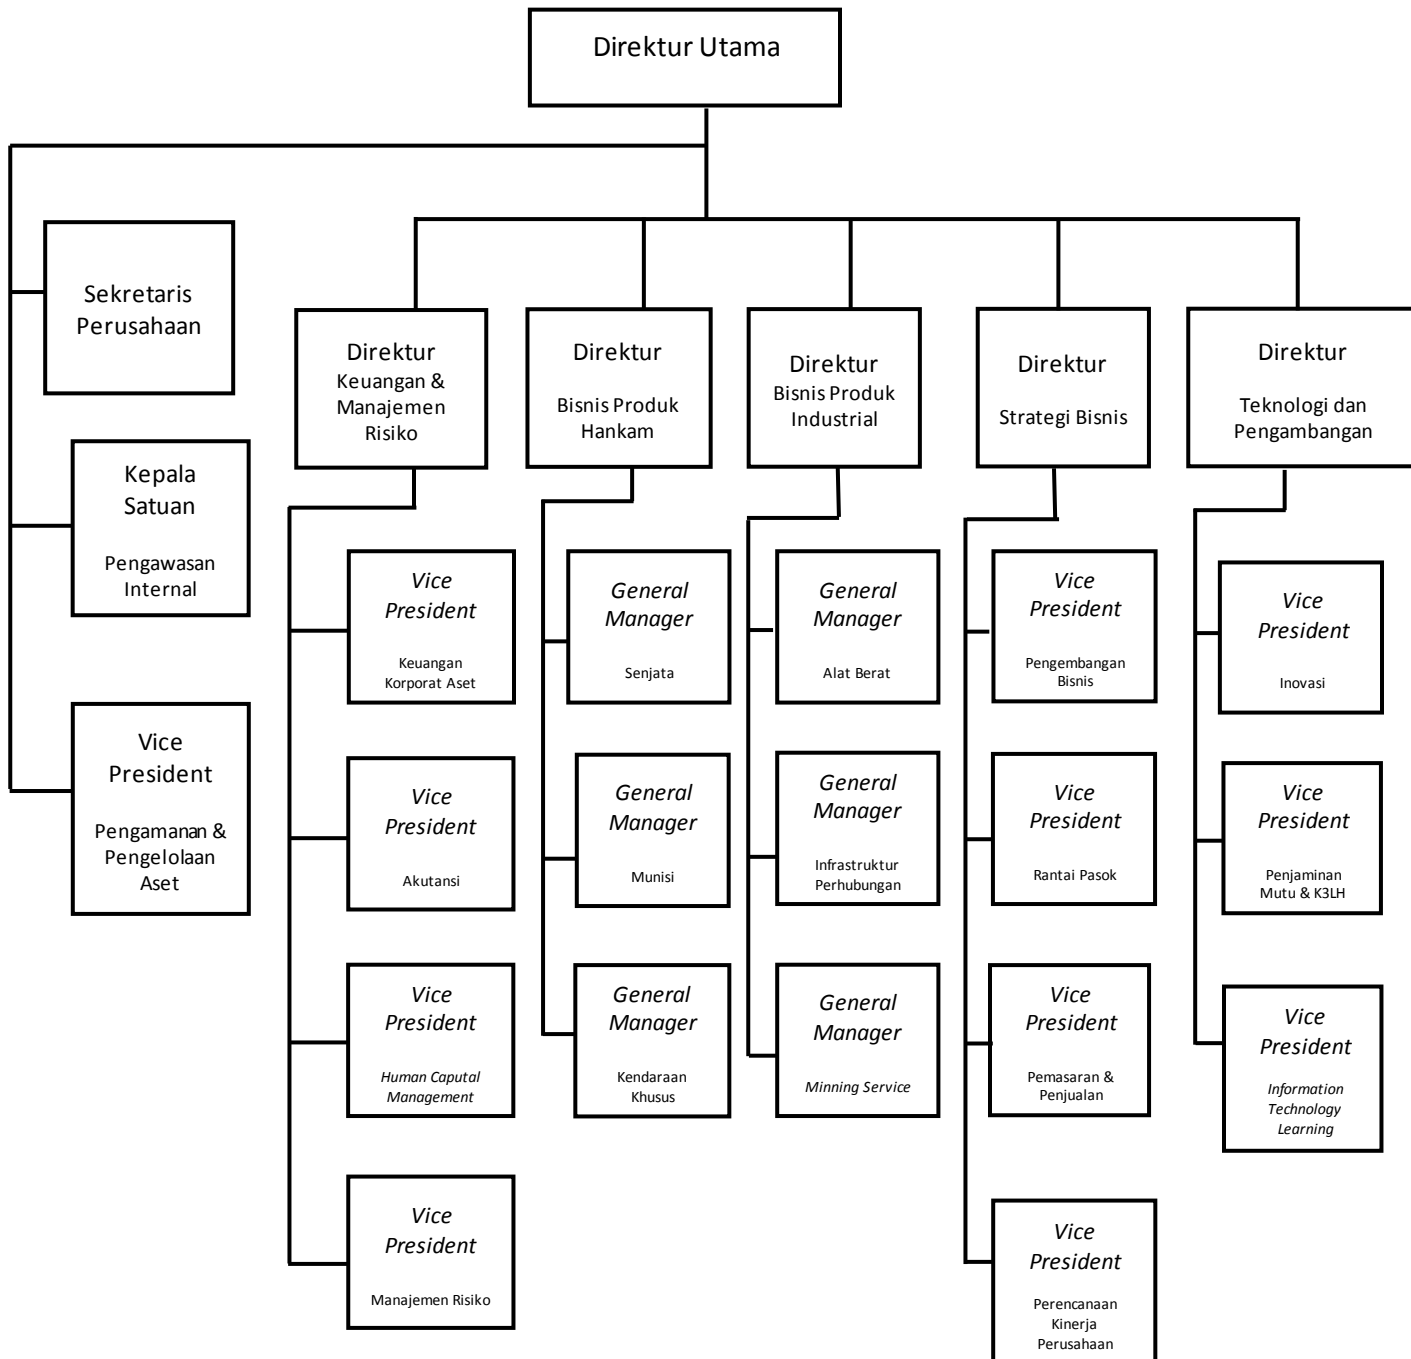 Direktur Utama
Sekretaris
Perusahaan
Kepala
Satuan
Pengawasan
Internal
Vice
President
Pengamanan &
Pengelolaan
Aset
Direktur
Keuangan &
Manajemen
Risiko
Vice
President
Keuangan
Korporat Aset
Vice
President
Akutansi
Vice
President
Human Caputal
Management
Vice
President
Manajemen Risiko
Direktur
Bisnis Produk
Hankam
General
Manager
Senjata
General
Manager
Munisi
General
Manager
Kendaraan
Khusus
Direktur
Bisnis Produk
Industrial
General
Manager
Alat Berat
General
Manager
Infrastruktur
Perhubungan
General
Manager
Minning Service
Direktur
Strategi Bisnis
Vice
President
Pengembangan
Bisnis
Vice
President
Rantai Pasok
Vice
President
Pemasaran &
Penjualan
Vice
President
Perencanaan
Kinerja
Perusahaan
Direktur
Teknologi dan
Pengambangan
Vice
President
Inovasi
Vice
President
Penjaminan
Mutu & K3LH
Vice
President
Information
Technology
Learning